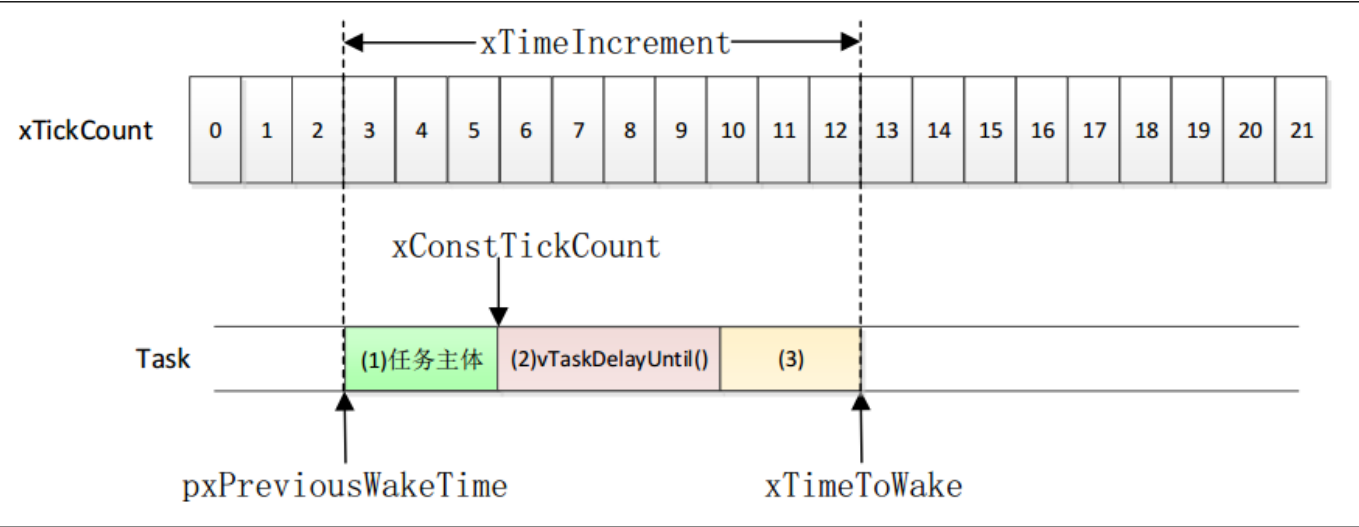 xTimeIncrement
xTickCount 0 1 2 3 4 5 6 7 8 9 10 11 12 13 14 15 16 17 18 19 20 21
xConstTickCount
Task (1)任务主体 (2)vTaskDelayUntil() (3)
pxPreviousWakeTime xTimeToWake